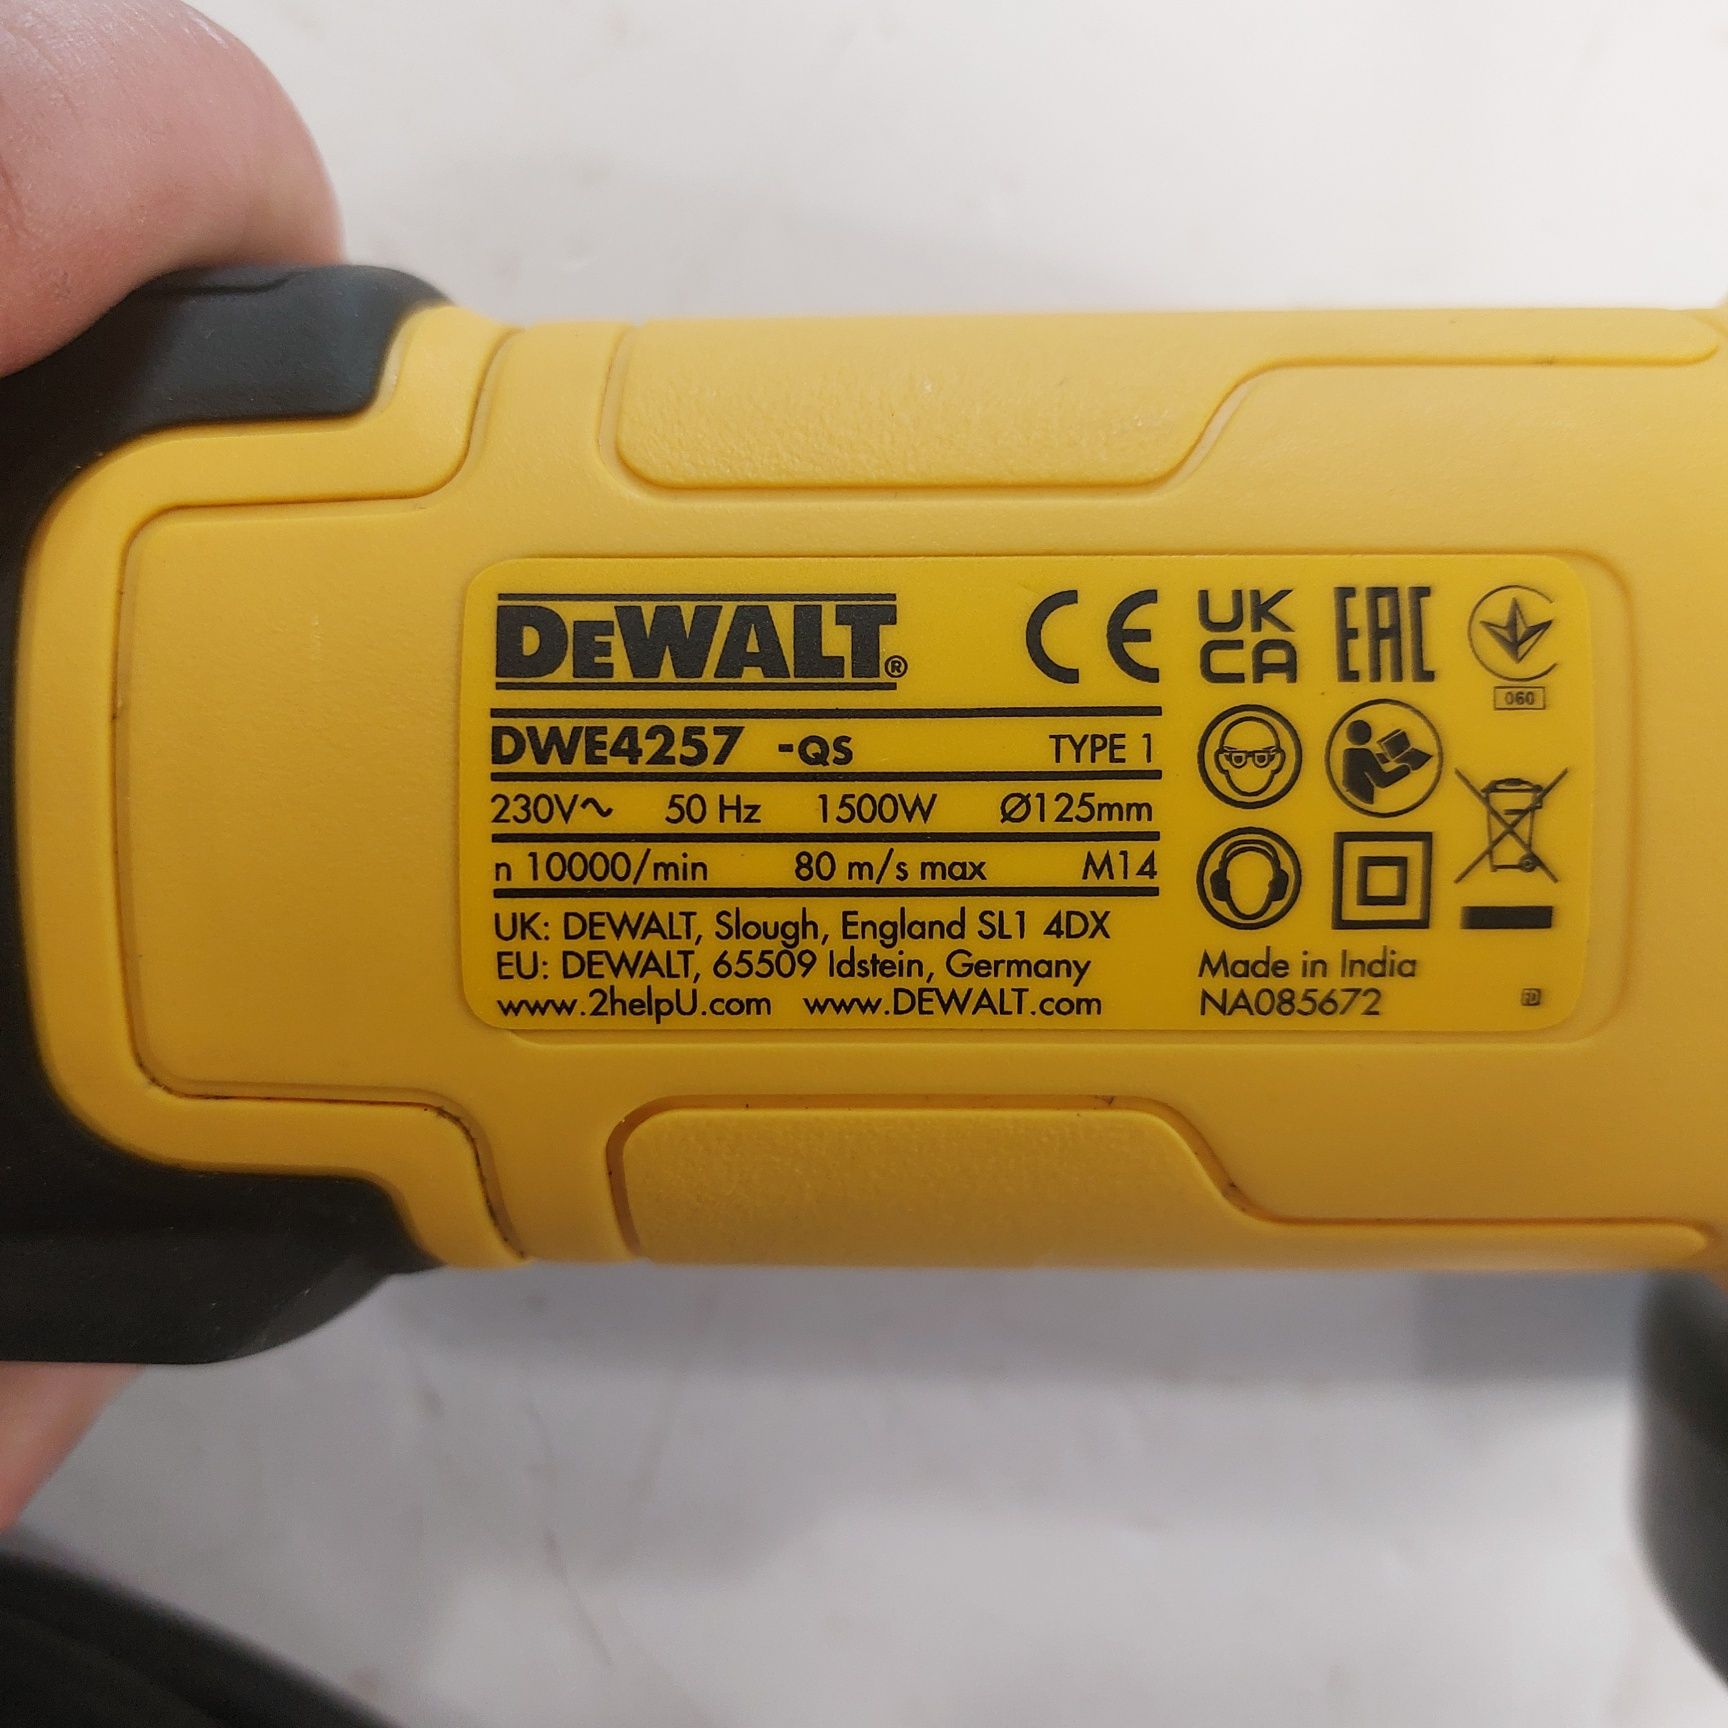 DEWALT®
CE
UK
CA
EAC
060
DWE4257 -QS TYPE 1
230V~ 50 Hz 1500W Ø125mm
n 10000/min 80 m/s max M14
UK: DEWALT, Slough, England SL1 4DX
EU: DEWALT, 65509 Idstein, Germany
www.2helpU.com www.DEWALT.com
Made in India
NA085672